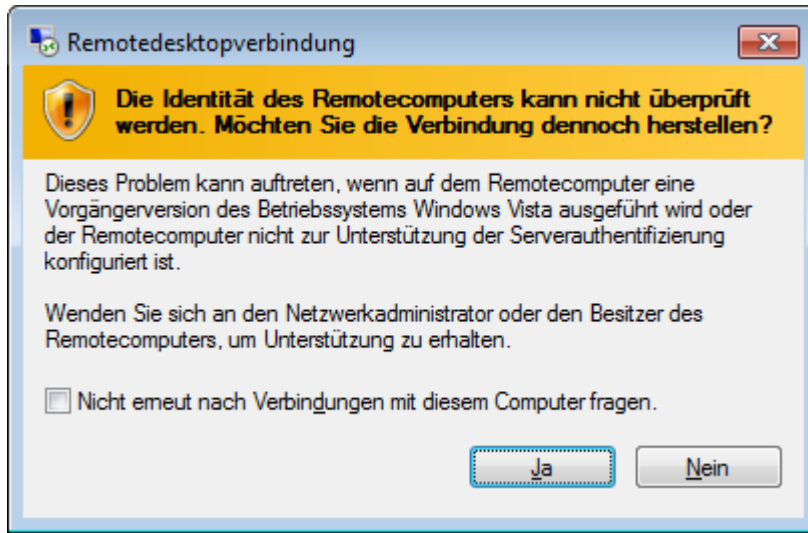 Remotedesktopverbindung
Die Identität des Remotecomputers kann nicht überprüft
werden. Möchten Sie die Verbindung dennoch herstellen?
Dieses Problem kann auftreten, wenn auf dem Remotecomputer eine
Vorgängerversion des Betriebssystems Windows Vista ausgeführt wird oder
der Remotecomputer nicht zur Unterstützung der Serverauthentifizierung
konfiguriert ist.
Wenden Sie sich an den Netzwerkadministrator oder den Besitzer des
Remotecomputers, um Unterstützung zu erhalten.
Nicht erneut nach Verbindungen mit diesem Computer fragen.
Ja Nein